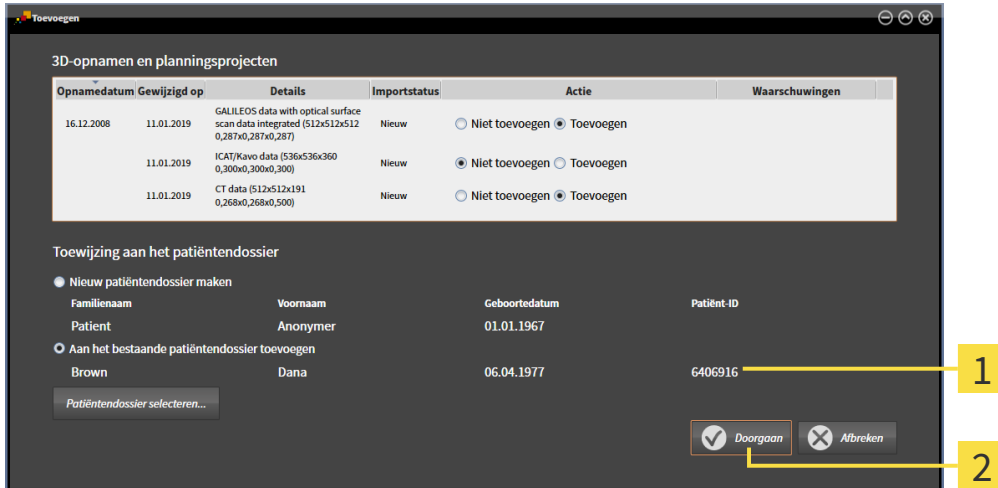 Toevoegen
3D-opnamen en planningsprojecten
Opnamedatum Gewijzigd op Details Importstatus Actie Waarschuwingen
GALILEOS data with optical surface
16.12.2008 11.01.2019 scan data integrated (512x512x512 Nieuw Niet toevoegen Toevoegen
0,287x0,287x0,287)
11.01.2019 ICAT/Kavo data (536x536x360 Nieuw Niet toevoegen Toevoegen
0,300x0,300x0,300)
11.01.2019 CT data (512x512x191 Nieuw Niet toevoegen Toevoegen
0,268x0,268x0,500)
Toewijzing aan het patiëntendossier
Nieuw patiëntendossier maken
Familienaam Voornaam Geboortedatum Patiënt-ID
Patient Anonymer 01.01.1967
Aan het bestaande patiëntendossier toevoegen
Brown Dana 06.04.1977 6406916 1
Patiëntendossier selecteren...
Doorgaan Afbreken
2